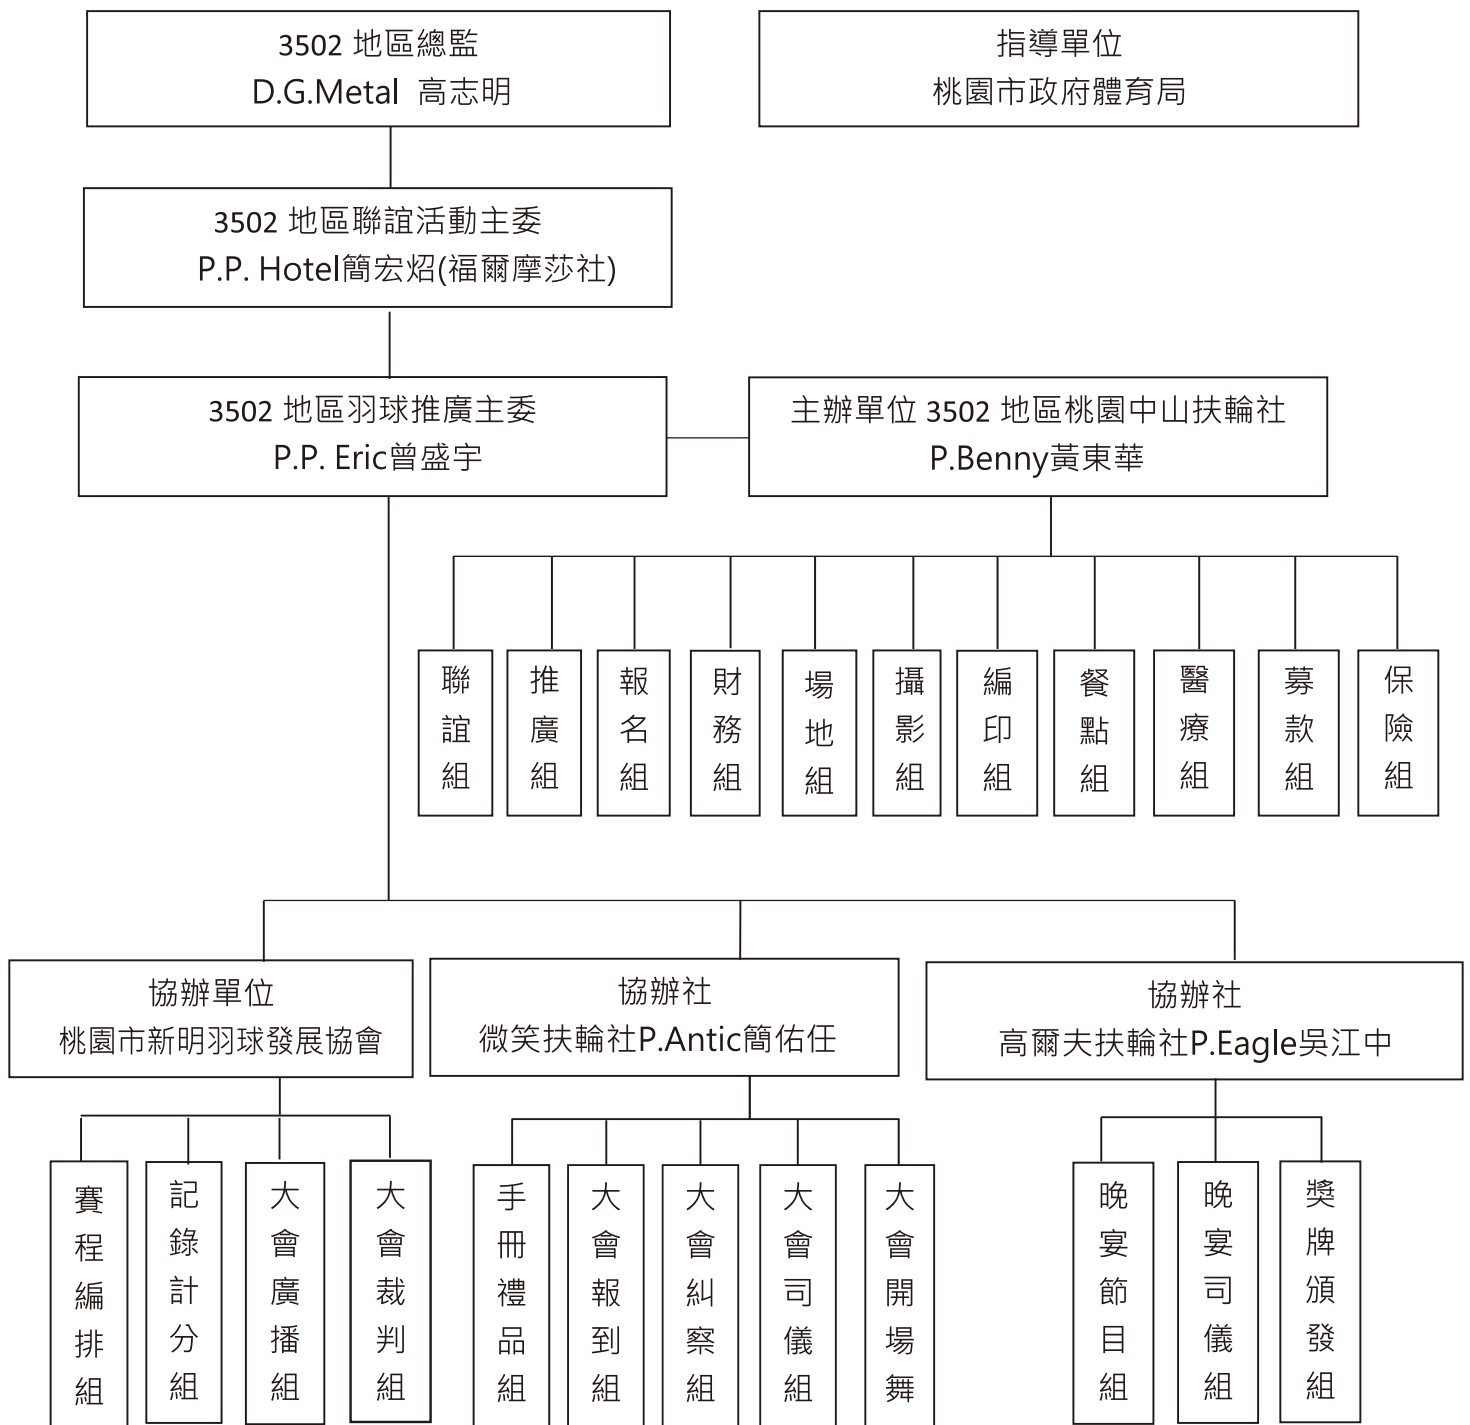 3502 地區總監
D.G.Metal 高志明
指導單位
桃園市政府體育局
3502 地區聯誼活動主委
P.P. Hotel簡宏炤(福爾摩莎社)
3502 地區羽球推廣主委
P.P. Eric曾盛宇
主辦單位 3502 地區桃園中山扶輪社
P.Benny黃東華
聯誼組
推廣組
報名組
財務組
場地組
攝影組
編印組
餐點組
醫療組
募款組
保險組
協辦單位
桃園市新明羽球發展協會
協辦社
微笑扶輪社P.Antic簡佑任
協辦社
高爾夫扶輪社P.Eagle吳江中
賽程編排組
記錄計分組
大會廣播組
大會裁判組
手冊禮品組
大會報到組
大會糾察組
大會司儀組
大會開場舞
晚宴節目組
晚宴司儀組
獎牌頒發組